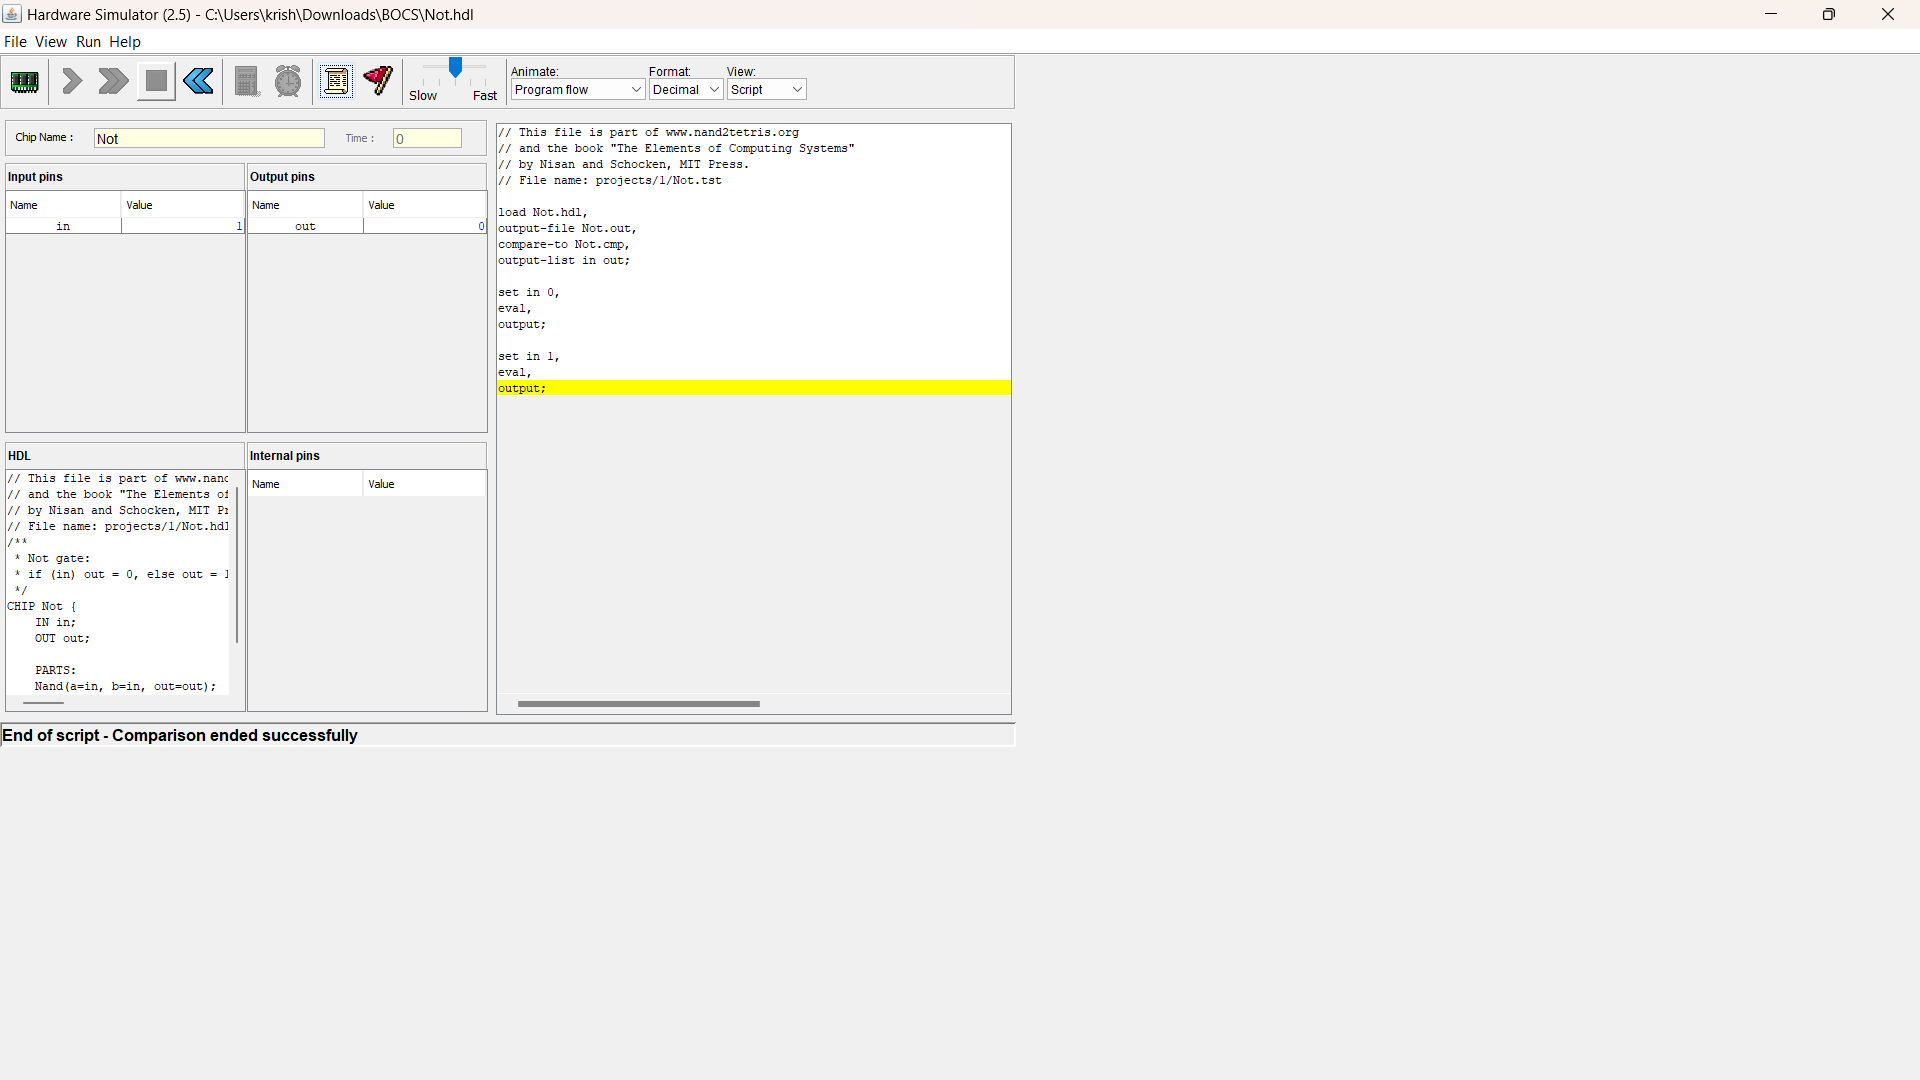 Hardware Simulator (2.5) - C:\Users\krish\Downloads\BOCS\Not.hdl
File View Run Help
Slow Fast
Animate: Format: View:
Program flow Decimal Script
Chip Name : Not Time : 0
Input pins Output pins
Name Value Name Value
in 1 out 0
HDL Internal pins
Name Value
// This file is part of www.nand
// and the book "The Elements of
// by Nisan and Schocken, MIT Pr
// File name: projects/1/Not.hdl
/**
* Not gate:
* if (in) out = 0, else out = 1
*/
CHIP Not {
IN in;
OUT out;
PARTS:
Nand(a=in, b=in, out=out);
// This file is part of www.nand2tetris.org
// and the book "The Elements of Computing Systems"
// by Nisan and Schocken, MIT Press.
// File name: projects/1/Not.tst
load Not.hdl,
output-file Not.out,
compare-to Not.cmp,
output-list in out;
set in 0,
eval,
output;
set in 1,
eval,
output;
End of script - Comparison ended successfully